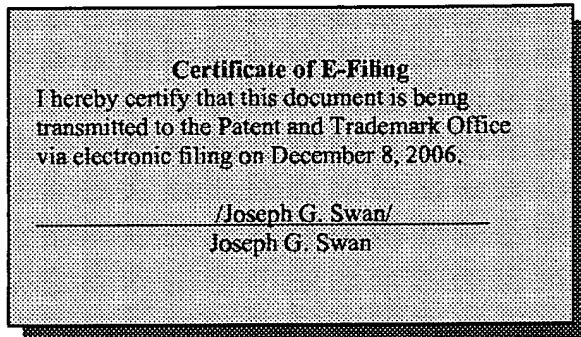 Certificate of E-Filing
I hereby certify that this document is being
transmitted to the Patent and Trademark Office
via electronic filing on December 8, 2006.
/Joseph G. Swan/
Joseph G. Swan